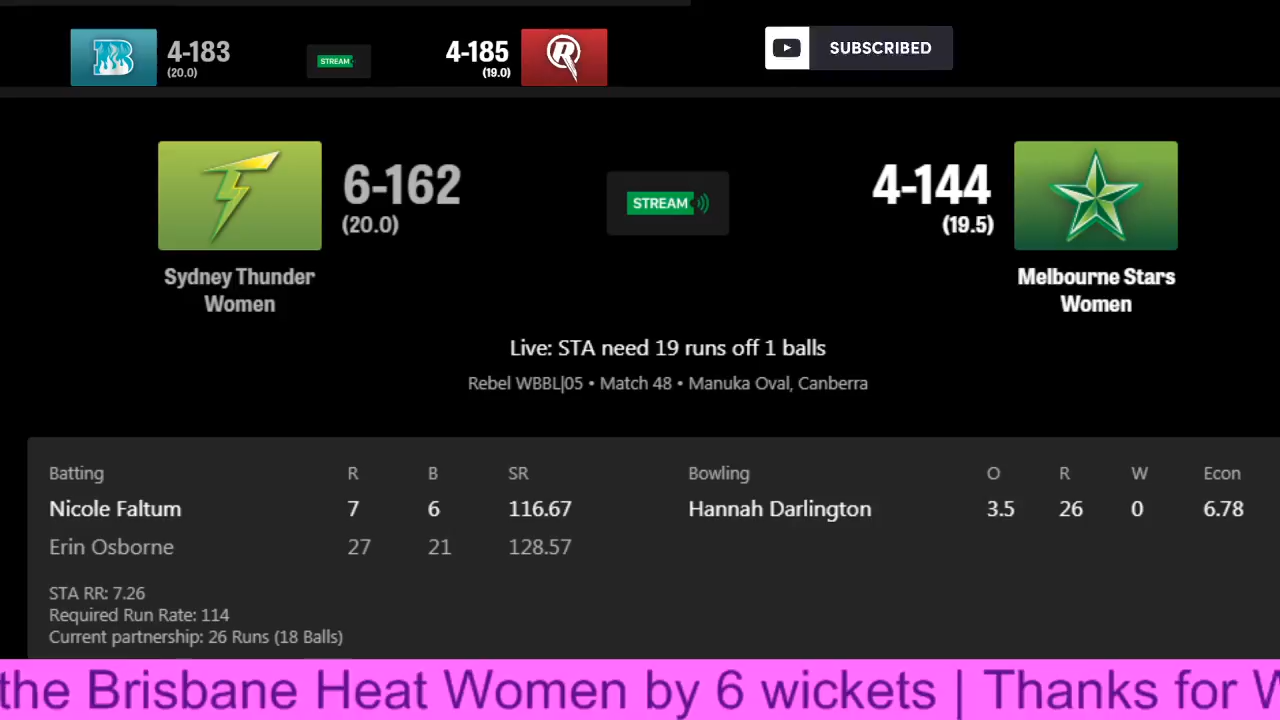 4-183
(20.0)
STREAM
4-185
(19.0)
SUBSCRIBED
6-162
(20.0)
STREAM
4-144
(19.5)
Sydney Thunder
Women
Melbourne Stars
Women
Live: STA need 19 runs off 1 balls
Rebel WBBL|05 • Match 48 • Manuka Oval, Canberra
Batting R B SR Bowling O R W Econ
Nicole Faltum 7 6 116.67 Hannah Darlington 3.5 26 0 6.78
Erin Osborne 27 21 128.57
STA RR: 7.26
Required Run Rate: 114
Current partnership: 26 Runs (18 Balls)
the Brisbane Heat Women by 6 wickets | Thanks for W